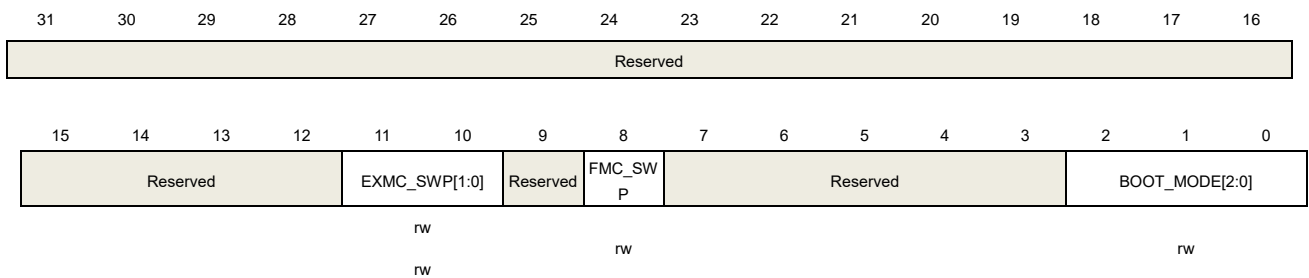 31 30 29 28 27 26 25 24 23 22 21 20 19 18 17 16
Reserved
15 14 13 12 11 10 9 8 7 6 5 4 3 2 1 0
Reserved EXMC_SWP[1:0] Reserved FMC_SW
P Reserved BOOT_MODE[2:0]
rw
rw rw
rw